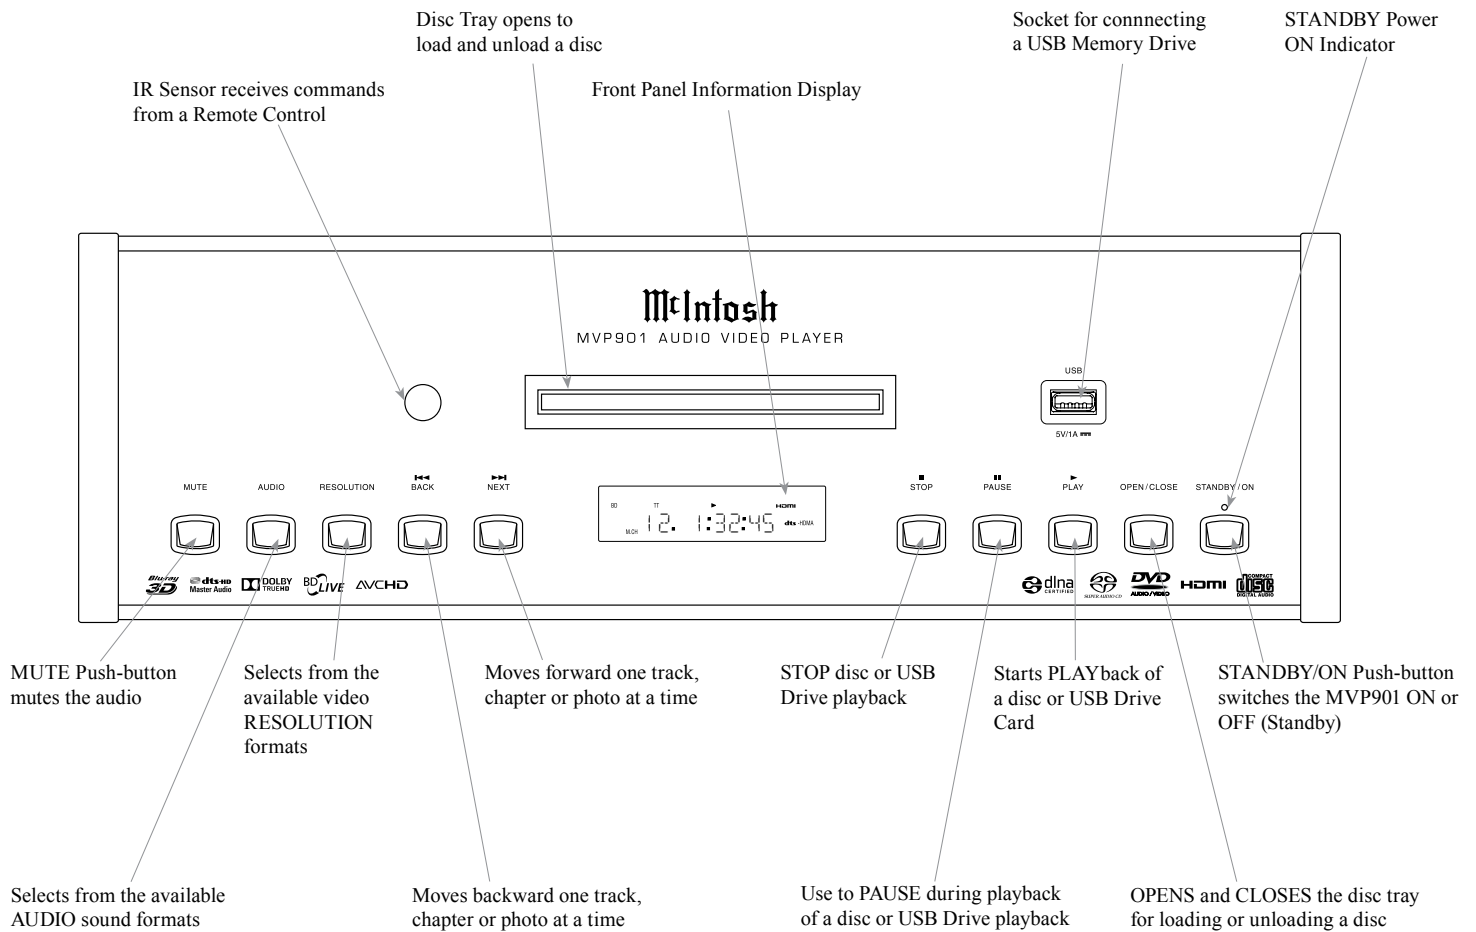 Disc Tray opens to
load and unload a disc
Socket for connnecting
a USB Memory Drive
STANDBY Power
ON Indicator
IR Sensor receives commands
from a Remote Control
Front Panel Information Display
McIntosh
MVP901 AUDIO VIDEO PLAYER
USB
5V/1A
MUTE
AUDIO
RESOLUTION
BACK
NEXT
BD
TT
HDMI
M.CH
12. 1:32:45
dts-HDMA
STOP
PAUSE
PLAY
OPEN/CLOSE
STANDBY/ON
Blu-ray
3D
dts-HD
Master Audio
DOLBY
TRUEHD
BD
LIVE
AVCHD
dlna
CERTIFIED
SUPER AUDIO CD
DVD
AUDIO/VIDEO
HDMI
COMPACT
disc
DIGITAL AUDIO
MUTE Push-button
mutes the audio
Selects from the
available video
RESOLUTION
formats
Moves forward one track,
chapter or photo at a time
STOP disc or USB
Drive playback
Starts PLAYback of
a disc or USB Drive
Card
STANDBY/ON Push-button
switches the MVP901 ON or
OFF (Standby)
Selects from the available
AUDIO sound formats
Moves backward one track,
chapter or photo at a time
Use to PAUSE during playback
of a disc or USB Drive playback
OPENS and CLOSES the disc tray
for loading or unloading a disc